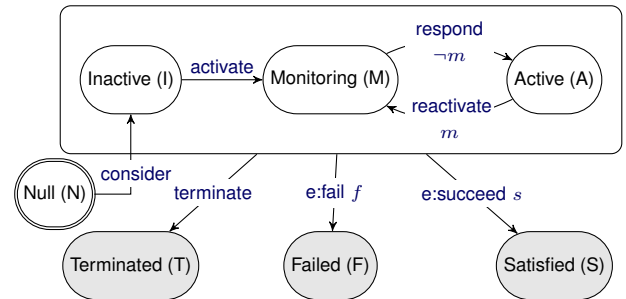 respond
¬m
Inactive (I)
activate
Monitoring (M)
Active (A)
reactivate
m
Null (N)
consider
terminate
e:fail f
e:succeed s
Terminated (T)
Failed (F)
Satisfied (S)